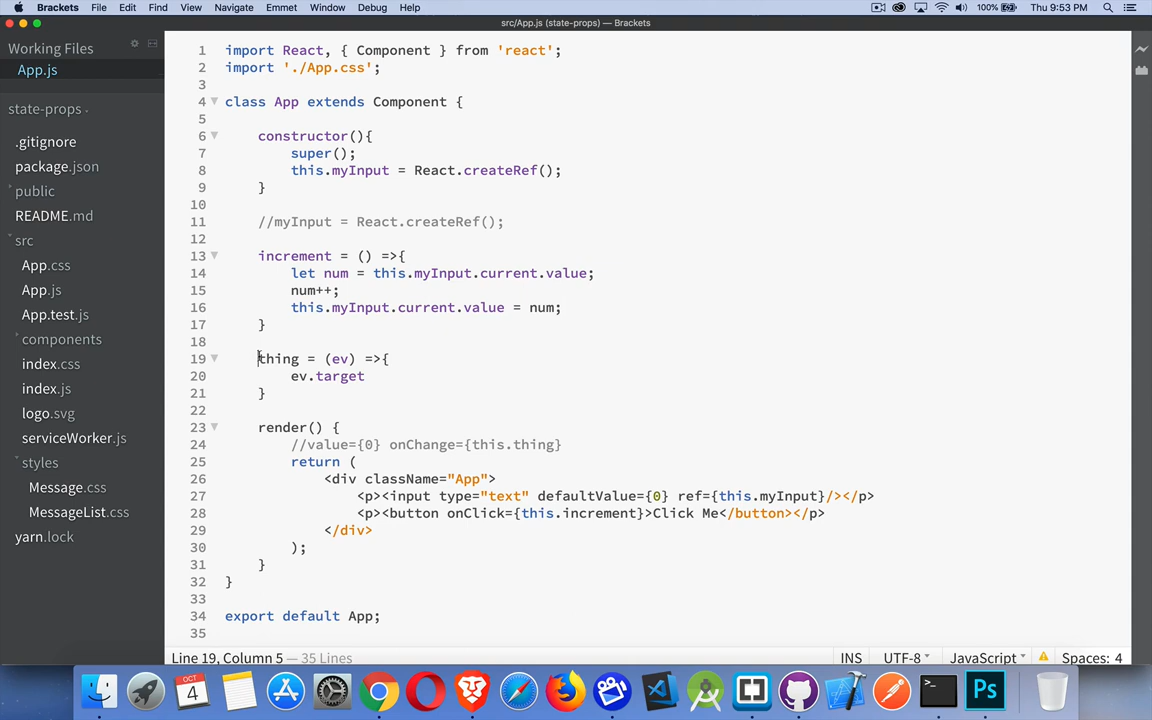 Brackets File Edit Find View Navigate Emmet Window Debug Help 100% Thu 9:53 PM
src/App.js (state-props) — Brackets
Working Files
App.js
state-props
.gitignore
package.json
public
README.md
src
App.css
App.js
App.test.js
components
index.css
index.js
logo.svg
serviceWorker.js
styles
Message.css
MessageList.css
yarn.lock
1 import React, { Component } from 'react';
2 import './App.css';
3
4 class App extends Component {
5
6 constructor(){
7 super();
8 this.myInput = React.createRef();
9 }
10
11 //myInput = React.createRef();
12
13 increment = () =>{
14 let num = this.myInput.current.value;
15 num++;
16 this.myInput.current.value = num;
17 }
18
19 thing = (ev) =>{
20 ev.target
21 }
22
23 render() {
24 //value={0} onChange={this.thing}
25 return (
26 <div className="App">
27 <p><input type="text" defaultValue={0} ref={this.myInput}/></p>
28 <p><button onClick={this.increment}>Click Me</button></p>
29 </div>
30 );
31 }
32 }
33
34 export default App;
35
Line 19, Column 5 — 35 Lines INS UTF-8 JavaScript Spaces: 4
OCT
4
Ps